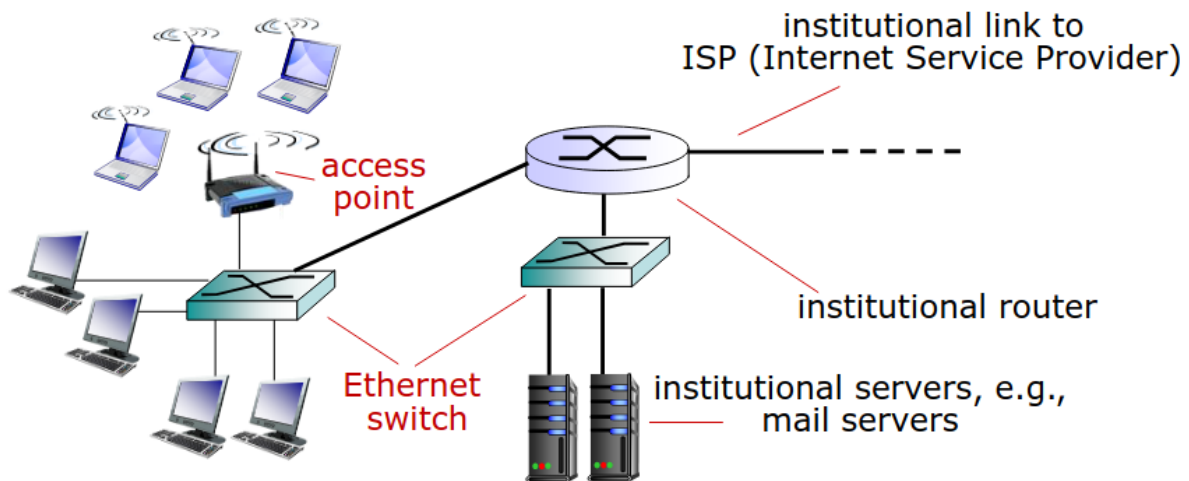 institutional link to
ISP (Internet Service Provider)
access
point
institutional router
Ethernet
switch
institutional servers, e.g.,
mail servers